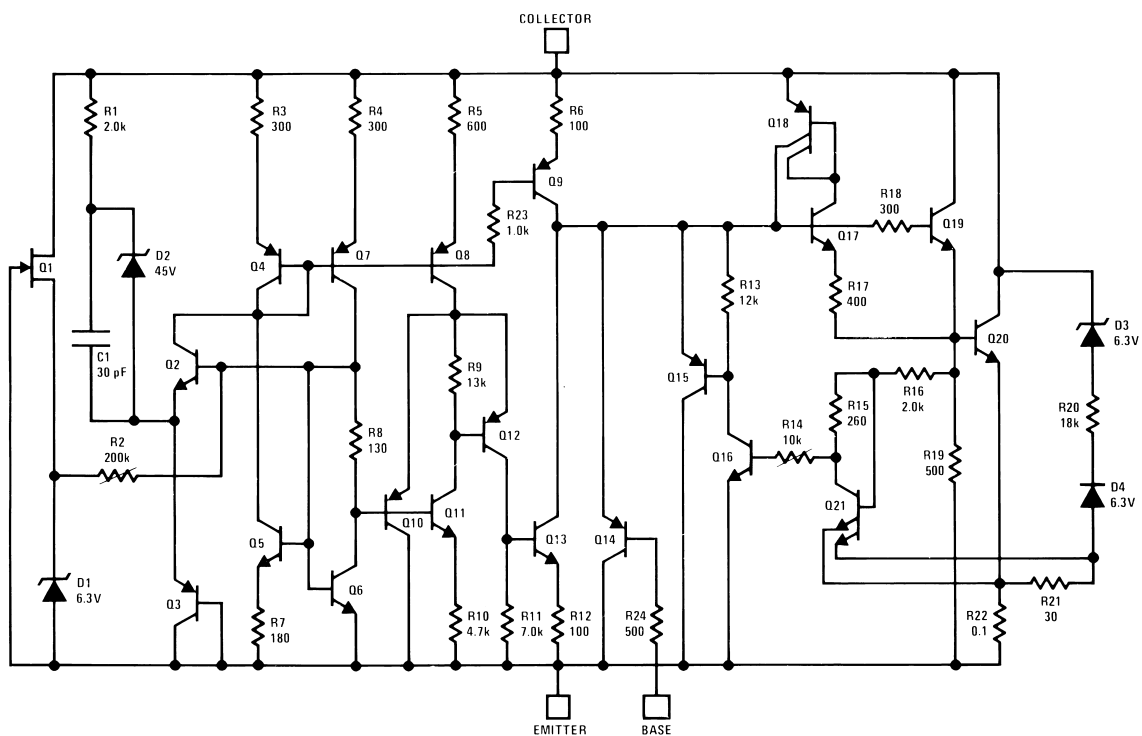 COLLECTOR
R1
2.0k
R3
300
R4
300
R5
600
R6
100
Q18
Q9
R23
1.0k
R18
300
Q17
Q19
Q1
D2
45V
Q4
Q7
Q8
R13
12k
R17
400
C1
30 pF
Q2
R9
13k
Q15
Q20
D3
6.3V
R2
200k
R8
130
Q12
R14
10k
R15
260
R16
2.0k
R20
18k
Q16
R19
500
Q10
Q11
Q21
D4
6.3V
Q5
Q13
Q14
D1
6.3V
Q3
Q6
R7
180
R10
4.7k
R11
7.0k
R12
100
R24
500
R22
0.1
R21
30
EMITTER
BASE